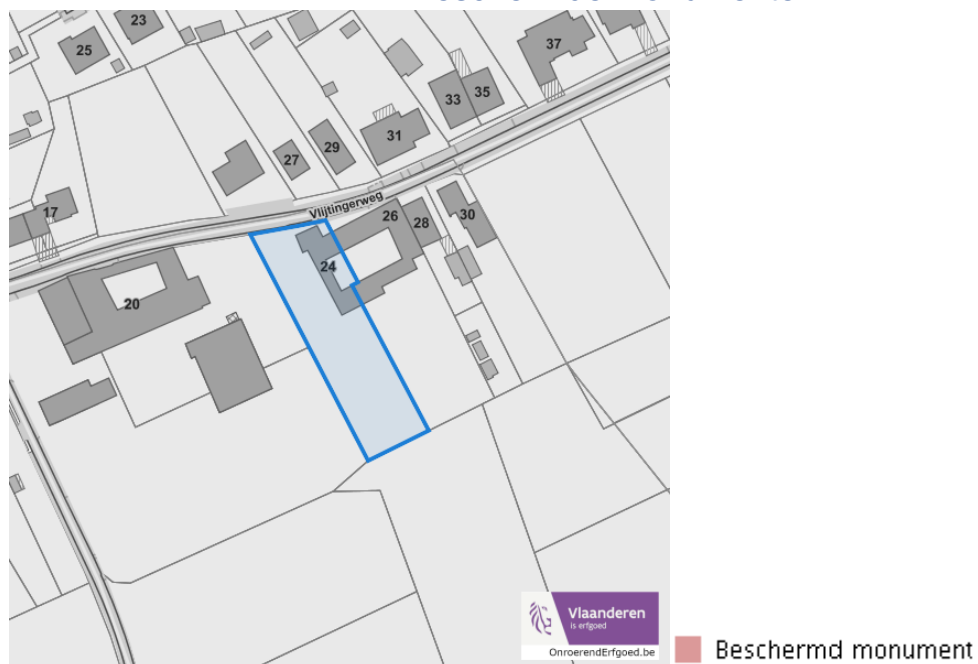 23
25
37
33
35
31
29
27
17
Vlijtingerweg
26
28
30
24
20
Vlaanderen
is erfgoed
OnroerendErfgoed.be
Beschermd monument